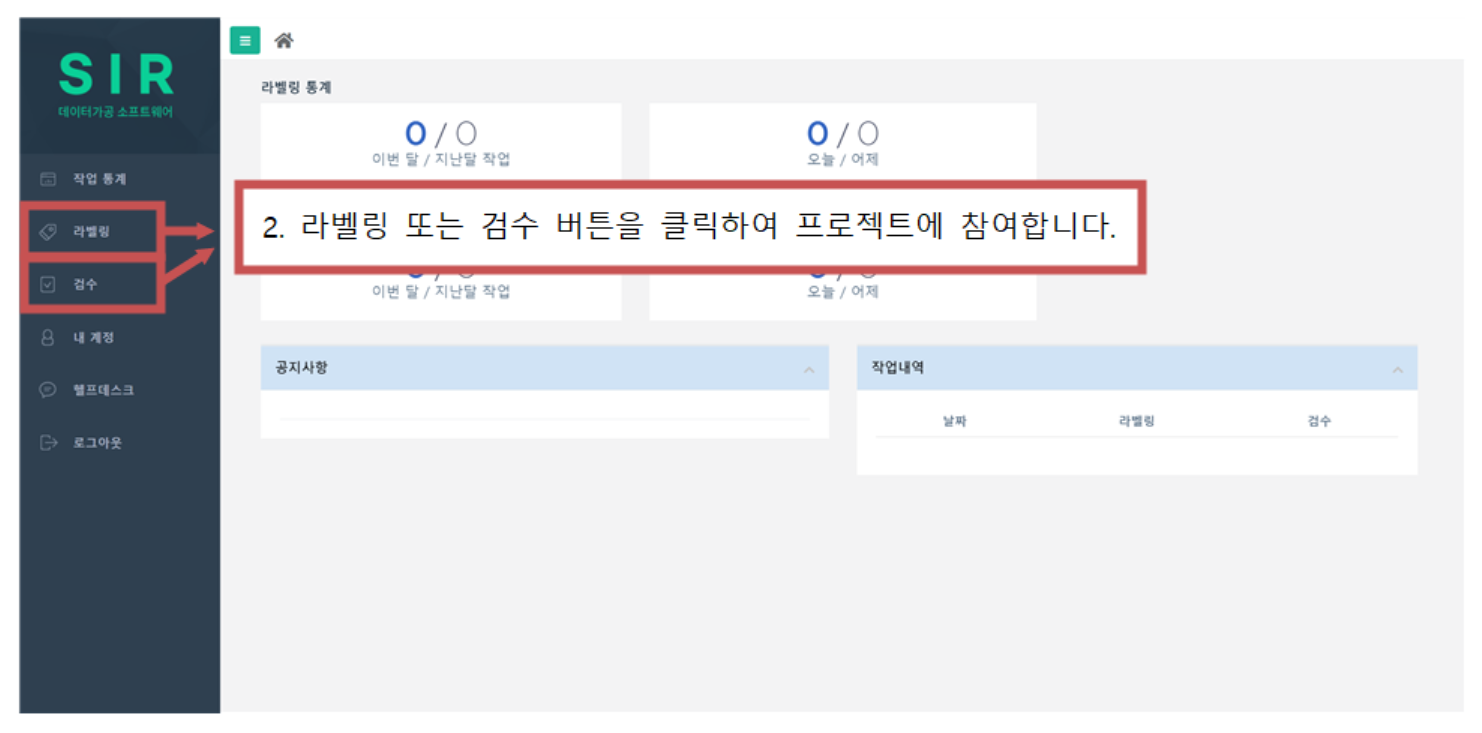 SIR
데이터가공 소프트웨어
작업 통계
라벨링
검수
내 계정
헬프데스크
로그아웃
라벨링 통계
0 / 0
이번 달 / 지난달 작업
0 / 0
오늘 / 어제
2. 라벨링 또는 검수 버튼을 클릭하여 프로젝트에 참여합니다.
이번 달 / 지난달 작업
오늘 / 어제
공지사항
작업내역
날짜 라벨링 검수